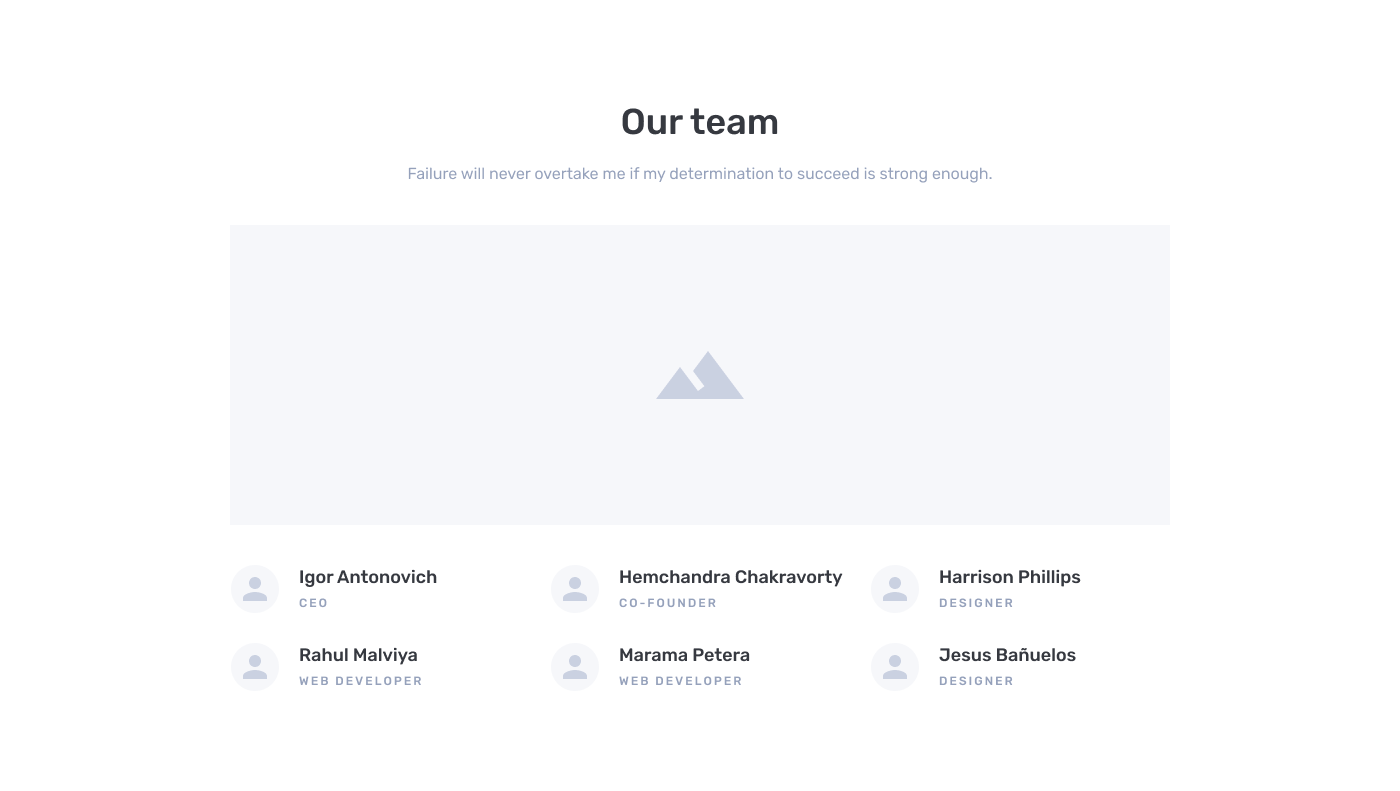 Our team
Failure will never overtake me if my determination to succeed is strong enough.
Igor Antonovich
CEO
Hemchandra Chakravorty
CO-FOUNDER
Harrison Phillips
DESIGNER
Rahul Malviya
WEB DEVELOPER
Marama Petera
WEB DEVELOPER
Jesus Bañuelos
DESIGNER